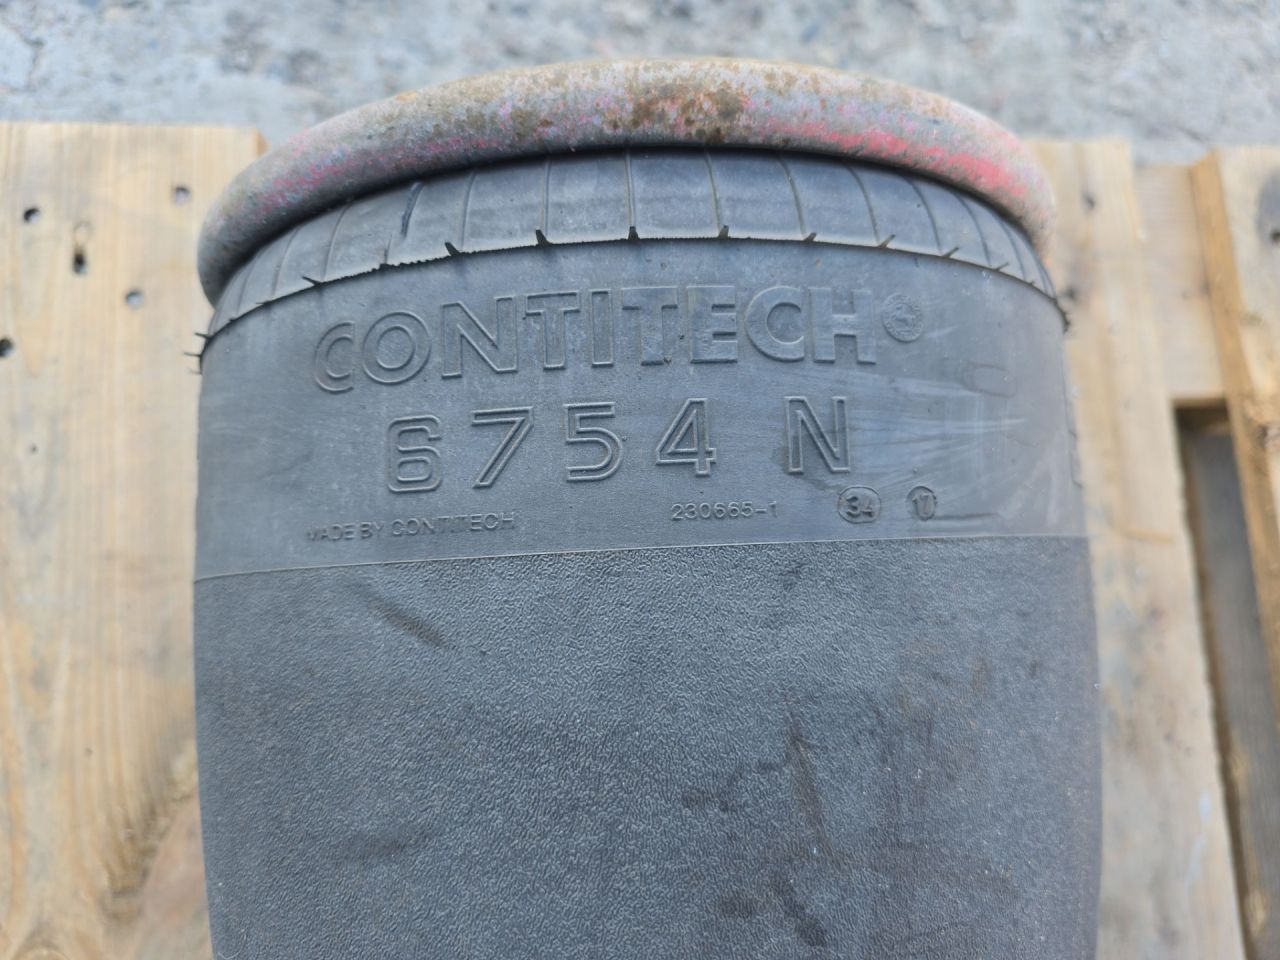 CONTITECH
6754 N
MADE BY CONTITECH 230665-1 34 17